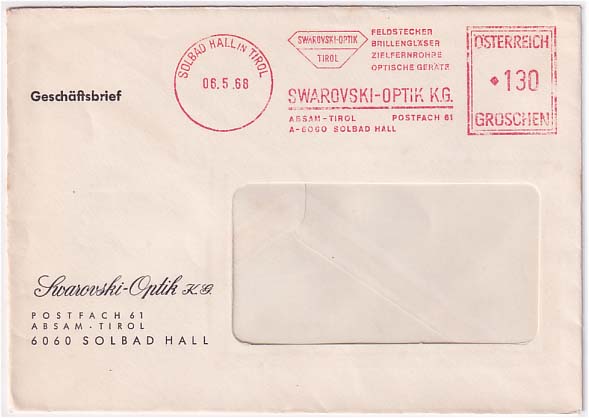 SOLBAD HALL IN TIROL
06.5.68
SWAROVSKI-OPTIK
TIROL
FELDSTECHER
BRILLENGLÄSER
ZIELFERNROHRE
OPTISCHE GERÄTE
SWAROVSKI-OPTIK K.G.
ABSAM-TIROL POSTFACH 61
A-6060 SOLBAD HALL
ÖSTERREICH
130
GROSCHEN
Geschäftsbrief
Swarovski-Optik K.G.
POSTFACH 61
ABSAM · TIROL
6060 SOLBAD HALL